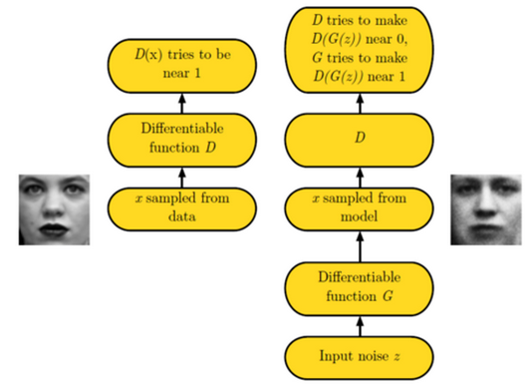 D(x) tries to be
near 1
Differentiable
function D
x sampled from
data
D tries to make
D(G(z)) near 0,
G tries to make
D(G(z)) near 1
D
x sampled from
model
Differentiable
function G
Input noise z